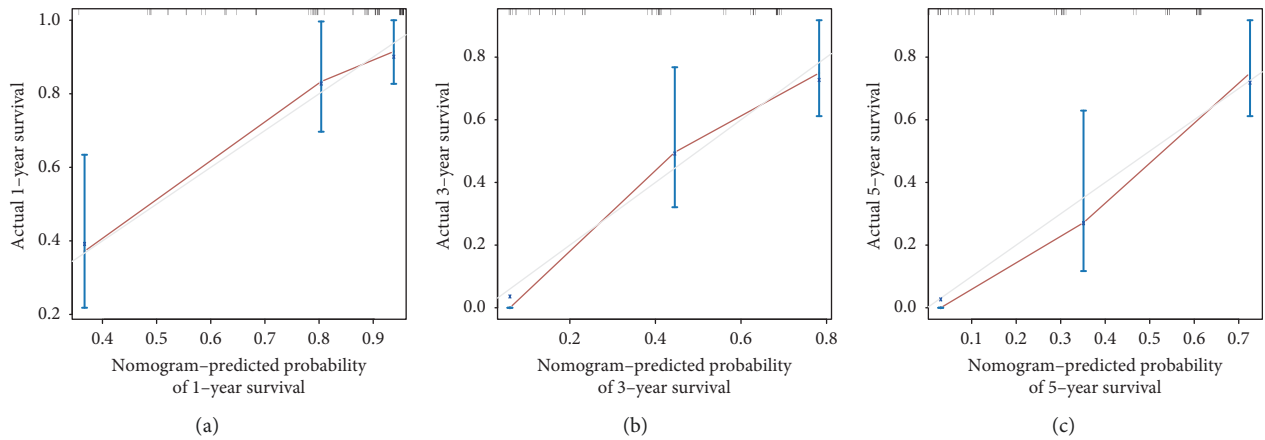 1.0
0.8
0.6
0.4
0.2
Actual 1–year survival
0.4 0.5 0.6 0.7 0.8 0.9
Nomogram–predicted probability
of 1–year survival
(a)
0.8
0.6
0.4
0.2
0.0
Actual 3–year survival
0.2 0.4 0.6 0.8
Nomogram–predicted probability
of 3–year survival
(b)
0.8
0.6
0.4
0.2
0.0
Actual 5–year survival
0.0 0.1 0.2 0.3 0.4 0.5 0.6 0.7
Nomogram–predicted probability
of 5–year survival
(c)